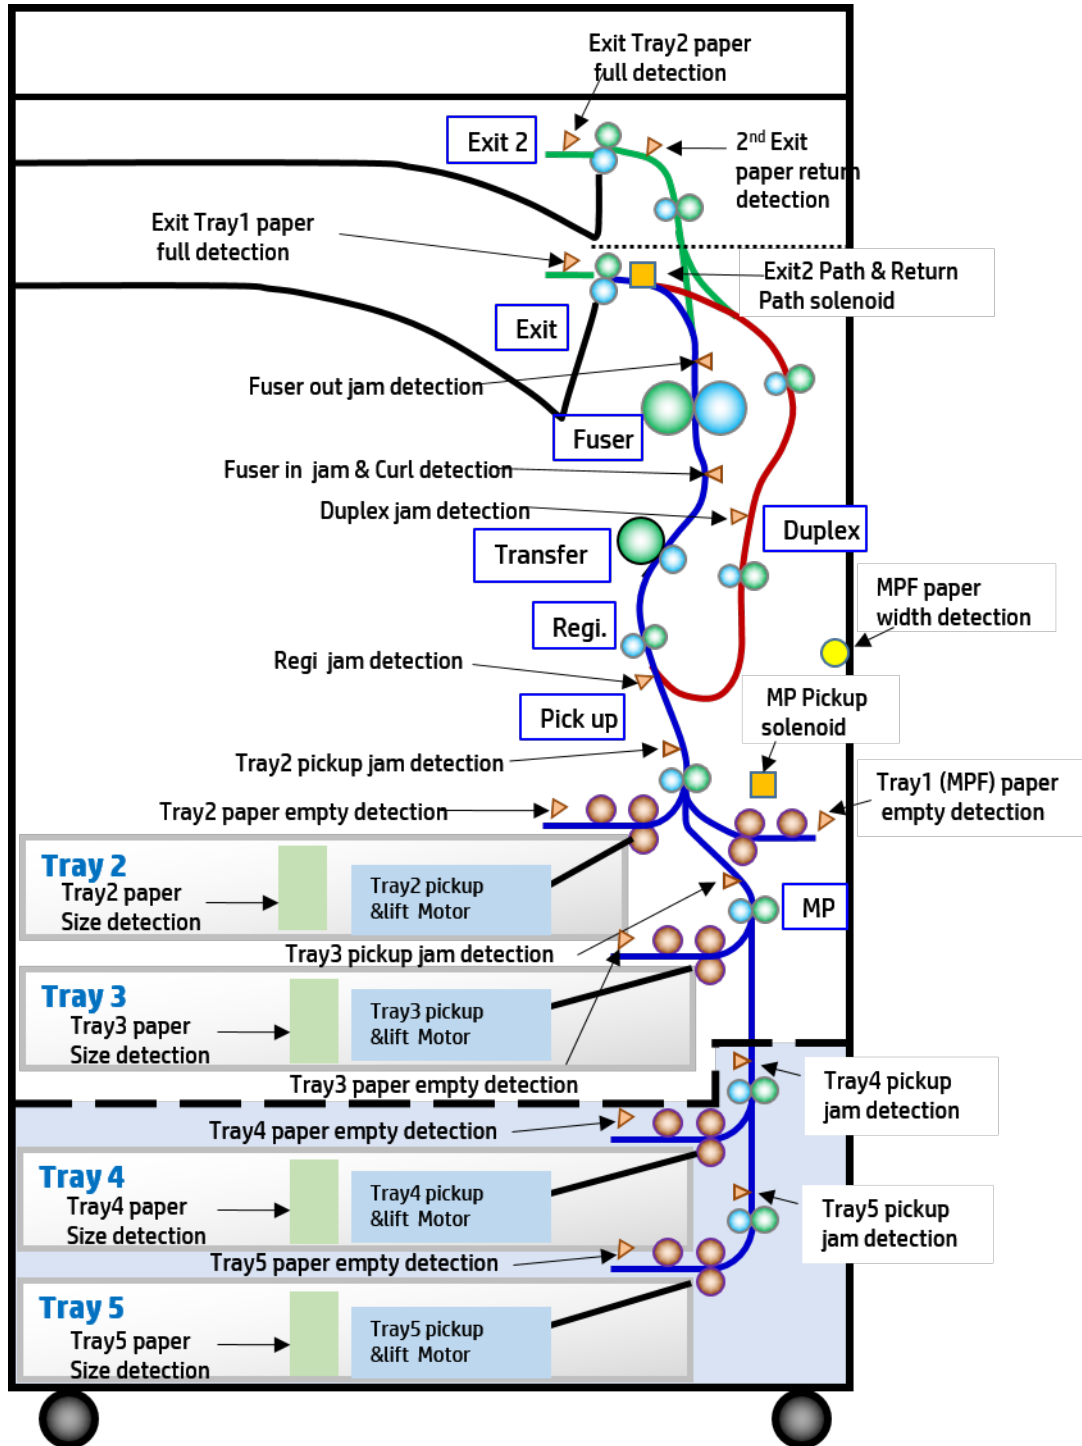 Exit Tray2 paper
full detection
Exit 2
2nd Exit
paper return
detection
Exit Tray1 paper
full detection
Exit2 Path & Return
Path solenoid
Exit
Fuser out jam detection
Fuser
Fuser in jam & Curl detection
Duplex jam detection
Duplex
Transfer
MPF paper
width detection
Regi.
Regi jam detection
MP Pickup
solenoid
Pick up
Tray2 pickup jam detection
Tray1 (MPF) paper
empty detection
Tray2 paper empty detection
Tray 2
Tray2 paper
Size detection
Tray2 pickup
&lift Motor
MP
Tray3 pickup jam detection
Tray 3
Tray3 paper
Size detection
Tray3 pickup
&lift Motor
Tray3 paper empty detection
Tray4 pickup
jam detection
Tray4 paper empty detection
Tray 4
Tray4 paper
Size detection
Tray4 pickup
&lift Motor
Tray5 pickup
jam detection
Tray5 paper empty detection
Tray 5
Tray5 paper
Size detection
Tray5 pickup
&lift Motor